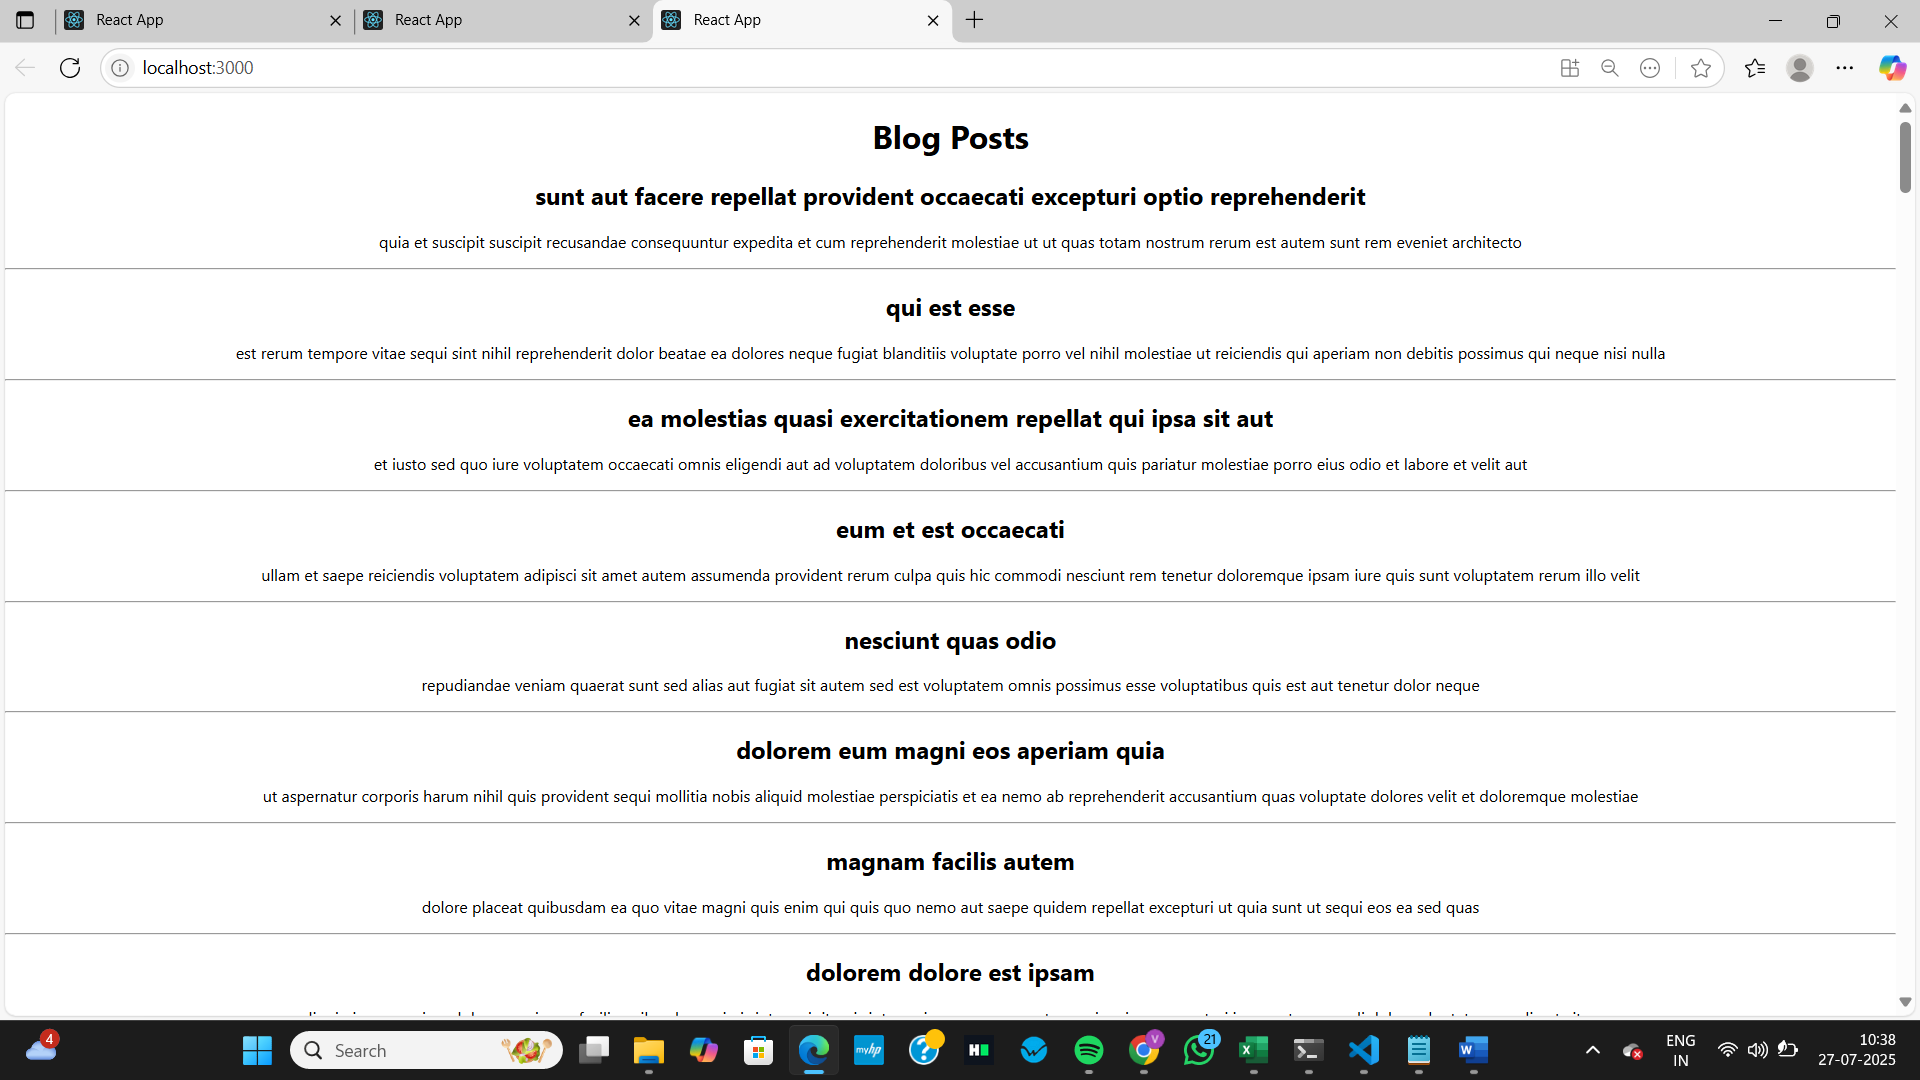 React App
React App
React App
localhost:3000
Blog Posts
sunt aut facere repellat provident occaecati excepturi optio reprehenderit
quia et suscipit suscipit recusandae consequuntur expedita et cum reprehenderit molestiae ut ut quas totam nostrum rerum est autem sunt rem eveniet architecto
qui est esse
est rerum tempore vitae sequi sint nihil reprehenderit dolor beatae ea dolores neque fugiat blanditiis voluptate porro vel nihil molestiae ut reiciendis qui aperiam non debitis possimus qui neque nisi nulla
ea molestias quasi exercitationem repellat qui ipsa sit aut
et iusto sed quo iure voluptatem occaecati omnis eligendi aut ad voluptatem doloribus vel accusantium quis pariatur molestiae porro eius odio et labore et velit aut
eum et est occaecati
ullam et saepe reiciendis voluptatem adipisci sit amet autem assumenda provident rerum culpa quis hic commodi nesciunt rem tenetur doloremque ipsam iure quis sunt voluptatem rerum illo velit
nesciunt quas odio
repudiandae veniam quaerat sunt sed alias aut fugiat sit autem sed est voluptatem omnis possimus esse voluptatibus quis est aut tenetur dolor neque
dolorem eum magni eos aperiam quia
ut aspernatur corporis harum nihil quis provident sequi mollitia nobis aliquid molestiae perspiciatis et ea nemo ab reprehenderit accusantium quas voluptate dolores velit et doloremque molestiae
magnam facilis autem
dolore placeat quibusdam ea quo vitae magni quis enim qui quis quo nemo aut saepe quidem repellat excepturi ut quia sunt ut sequi eos ea sed quas
dolorem dolore est ipsam
4
Search
myhp
V
21
ENG
IN
10:38
27-07-2025